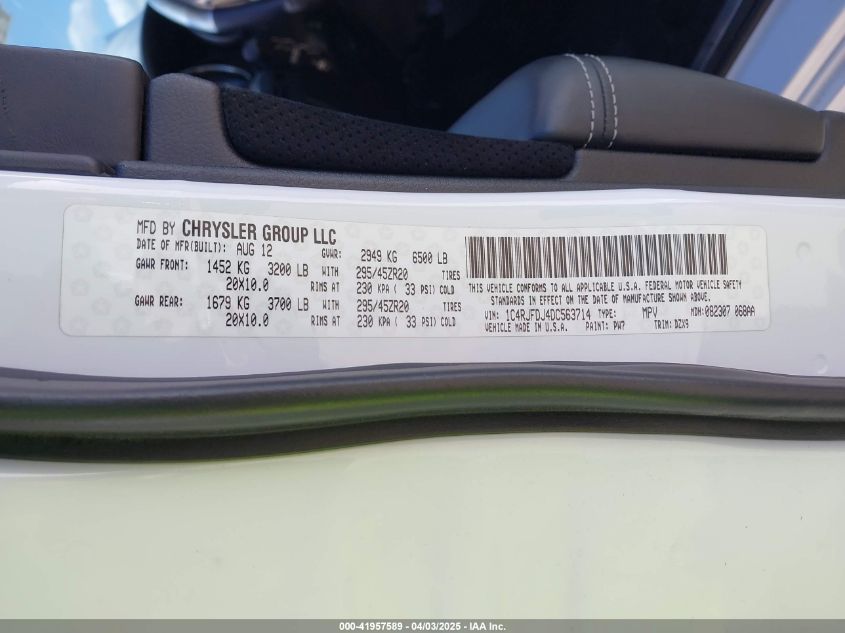 MFD BY CHRYSLER GROUP LLC
DATE OF MFR(BUILT): AUG 12 GVWR: 2949 KG 6500 LB
GAWR FRONT: 1452 KG 3200 LB WITH 295/45ZR20 TIRES
20X10.0 RIMS AT 230 KPA ( 33 PSI) COLD
GAWR REAR: 1679 KG 3700 LB WITH 295/45ZR20 TIRES
20X10.0 RIMS AT 230 KPA ( 33 PSI) COLD
THIS VEHICLE CONFORMS TO ALL APPLICABLE U.S.A. FEDERAL MOTOR VEHICLE SAFETY
STANDARDS IN EFFECT ON THE DATE OF MANUFACTURE SHOWN ABOVE.
VIN: 1C4RJFDJ4DC563714 TYPE: MPV MDH: 082307 068AA
VEHICLE MADE IN U.S.A. PAINT: PW7 TRIM: DZX9
000-41957589 - 04/03/2025 - IAA Inc.